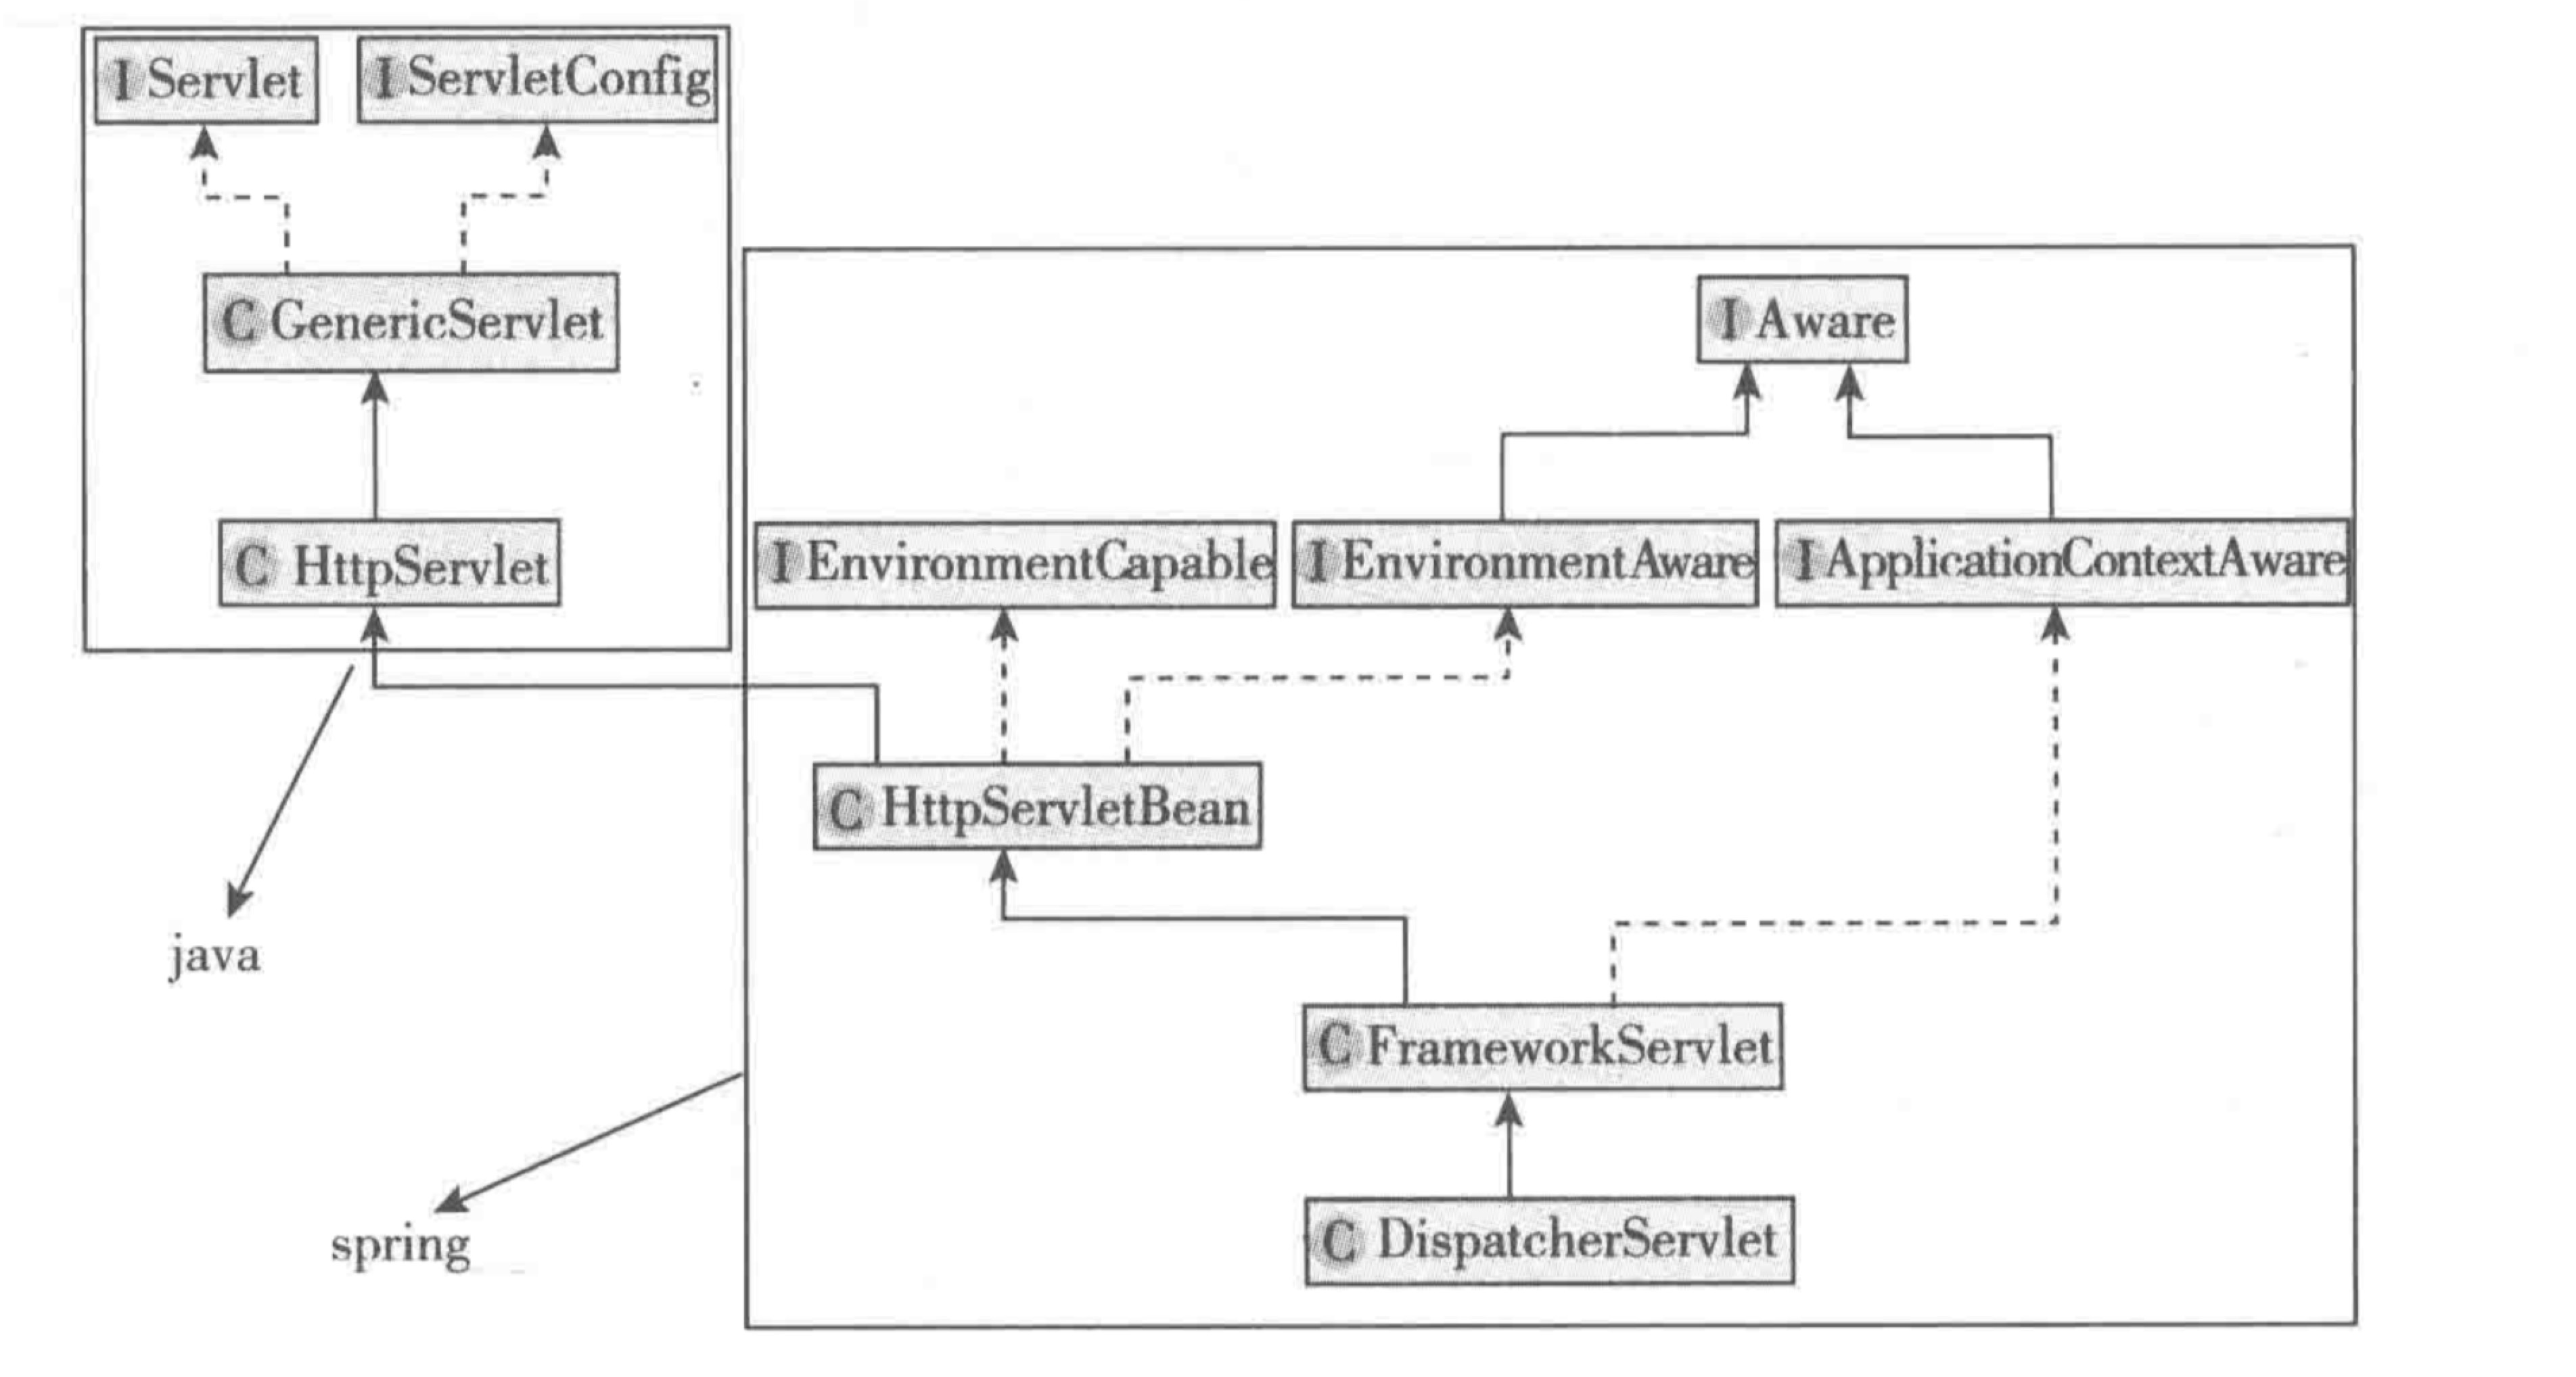 I Servlet
I ServletConfig
C GenericServlet
C HttpServlet
I Aware
I EnvironmentCapable
I EnvironmentAware
I ApplicationContextAware
C HttpServletBean
java
C FrameworkServlet
C DispatcherServlet
spring